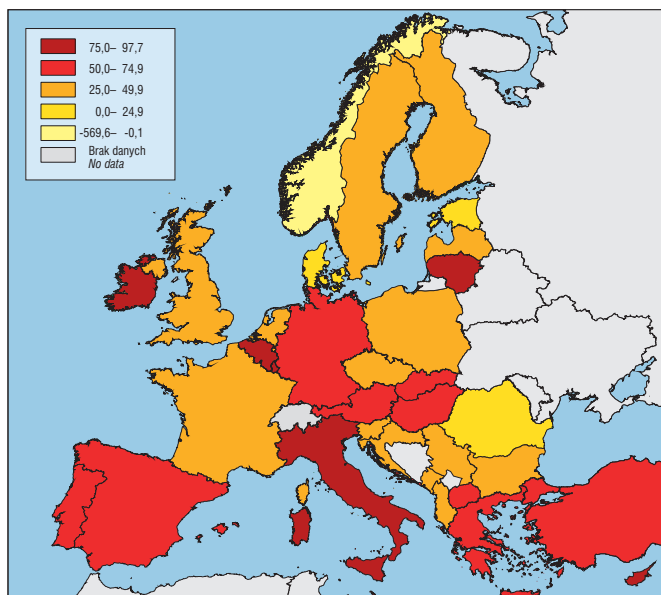 75,0– 97,7
50,0– 74,9
25,0– 49,9
0,0– 24,9
-569,6– -0,1
Brak danych
No data